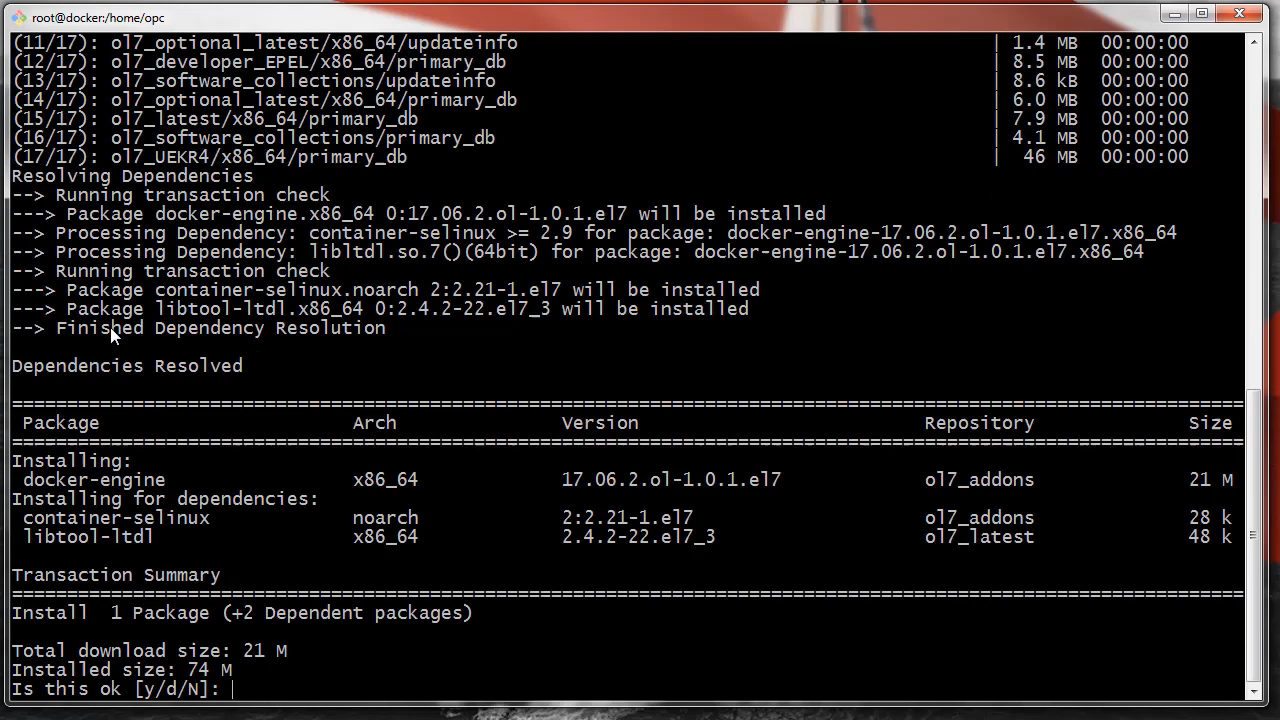 root@docker:/home/opc
(11/17): ol7_optional_latest/x86_64/updateinfo | 1.4 MB 00:00:00
(12/17): ol7_developer_EPEL/x86_64/primary_db | 8.5 MB 00:00:00
(13/17): ol7_software_collections/updateinfo | 8.6 kB 00:00:00
(14/17): ol7_optional_latest/x86_64/primary_db | 6.0 MB 00:00:00
(15/17): ol7_latest/x86_64/primary_db | 7.9 MB 00:00:00
(16/17): ol7_software_collections/primary_db | 4.1 MB 00:00:00
(17/17): ol7_UEKR4/x86_64/primary_db | 46 MB 00:00:00
Resolving Dependencies
--> Running transaction check
---> Package docker-engine.x86_64 0:17.06.2.ol-1.0.1.el7 will be installed
--> Processing Dependency: container-selinux >= 2.9 for package: docker-engine-17.06.2.ol-1.0.1.el7.x86_64
--> Processing Dependency: libltdl.so.7()(64bit) for package: docker-engine-17.06.2.ol-1.0.1.el7.x86_64
--> Running transaction check
---> Package container-selinux.noarch 2:2.21-1.el7 will be installed
---> Package libtool-ltdl.x86_64 0:2.4.2-22.el7_3 will be installed
--> Finished Dependency Resolution
Dependencies Resolved
================================================================================================================
Package Arch Version Repository Size
================================================================================================================
Installing:
docker-engine x86_64 17.06.2.ol-1.0.1.el7 ol7_addons 21 M
Installing for dependencies:
container-selinux noarch 2:2.21-1.el7 ol7_addons 28 k
libtool-ltdl x86_64 2.4.2-22.el7_3 ol7_latest 48 k
Transaction Summary
================================================================================================================
Install 1 Package (+2 Dependent packages)
Total download size: 21 M
Installed size: 74 M
Is this ok [y/d/N]: